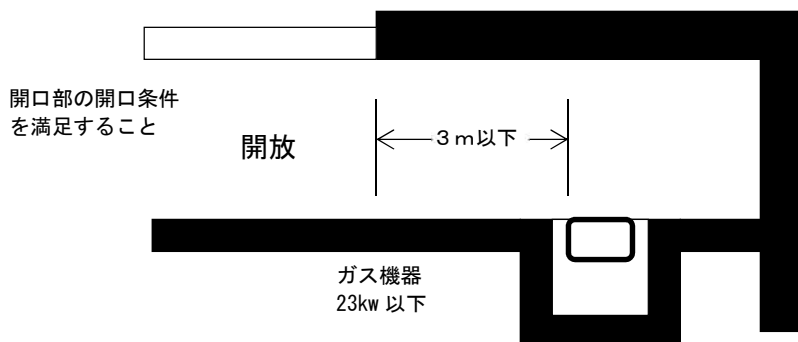 開口部の開口条件
を満足すること
開放
３ｍ以下
ガス機器
23kw 以下